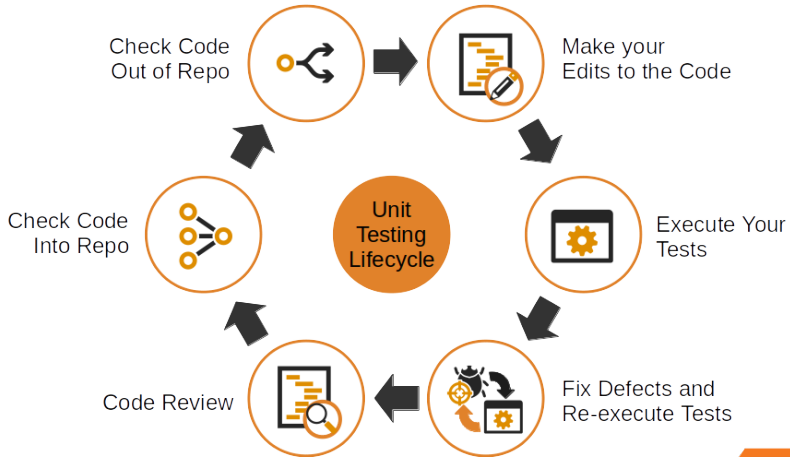 Check Code
Out of Repo
Make your
Edits to the Code
Execute Your
Tests
Fix Defects and
Re-execute Tests
Code Review
Check Code
Into Repo
Unit
Testing
Lifecycle